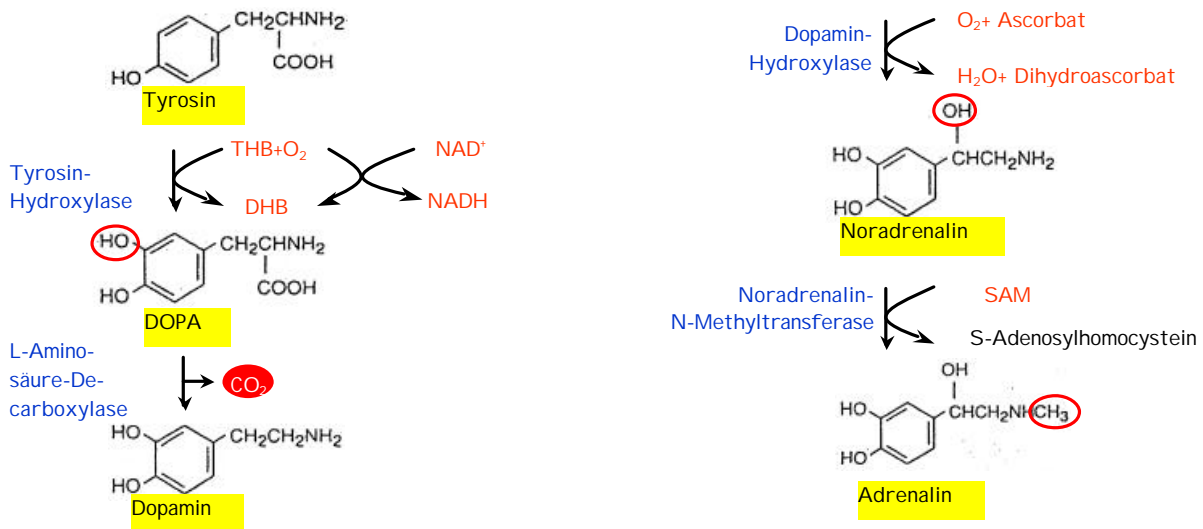 CH₂CHNH₂
COOH
HO
Tyrosin
Tyrosin-
Hydroxylase
THB+O₂
NAD⁺
DHB
NADH
HO
CH₂CHNH₂
HO
COOH
DOPA
L-Amino-
säure-De-
carboxylase
CO₂
HO
CH₂CH₂NH₂
HO
Dopamin
Dopamin-
Hydroxylase
O₂+ Ascorbat
H₂O+ Dihydroascorbat
OH
HO
CHCH₂NH₂
HO
Noradrenalin
Noradrenalin-
N-Methyltransferase
SAM
S-Adenosylhomocystein
OH
HO
CHCH₂NHCH₃
HO
Adrenalin